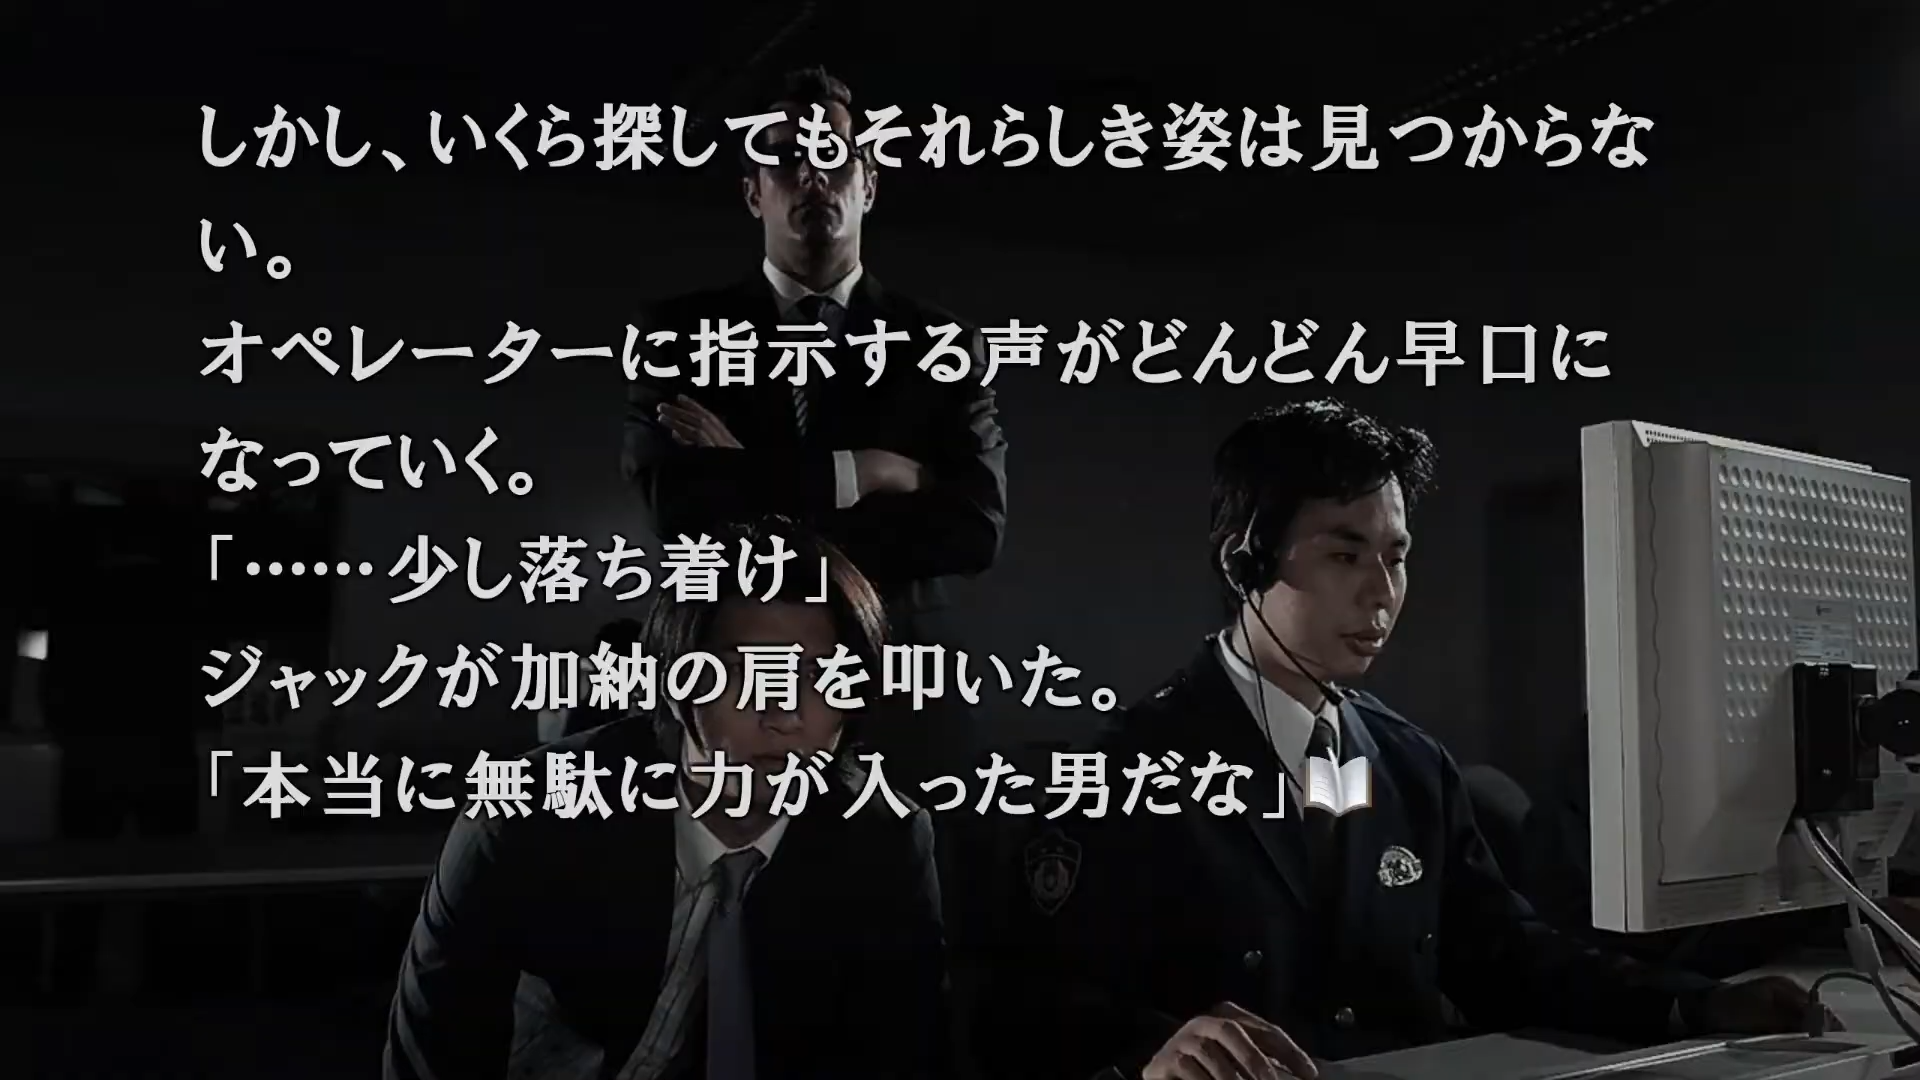 しかし、いくら探してもそれらしき姿は見つからな
い。
オペレーターに指示する声がどんどん早口に
なっていく。
「……少し落ち着け」
ジャックが加納の肩を叩いた。
「本当に無駄に力が入った男だな」